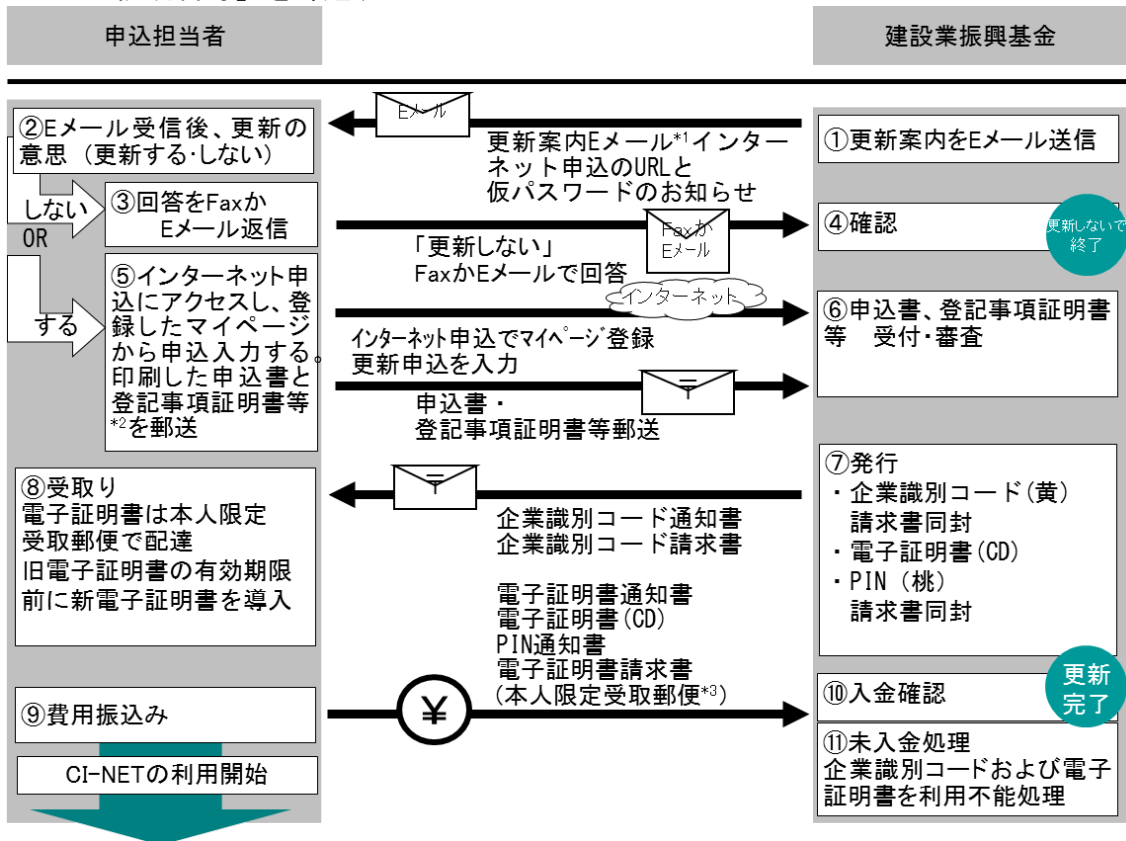 申込担当者
建設業振興基金
②Eメール受信後、更新の
意思（更新する・しない）
Eメール
更新案内Eメール*1インター
ネット申込のURLと
仮パスワードのお知らせ
①更新案内をEメール送信
しない
OR
③回答をFaxか
Eメール返信
「更新しない」
FaxかEメールで回答
Faxか
Eメール
④確認
更新しないで
終了
する
⑤インターネット申
込にアクセスし、登
録したマイページ
から申込入力する。
印刷した申込書と
登記事項証明書等
*2を郵送
インターネット
インターネット申込でマイページ登録
更新申込を入力
〒
申込書・
登記事項証明書等郵送
⑥申込書、登記事項証明書
等　受付・審査
⑦発行
・企業識別コード（黄）
請求書同封
・電子証明書（CD）
・PIN（桃）
請求書同封
〒
企業識別コード通知書
企業識別コード請求書
電子証明書通知書
電子証明書（CD）
PIN通知書
電子証明書請求書
（本人限定受取郵便*3）
⑧受取り
電子証明書は本人限定
受取郵便で配達
旧電子証明書の有効期限
前に新電子証明書を導入
⑨費用振込み
¥
⑩入金確認
更新
完了
⑪未入金処理
企業識別コードおよび電子
証明書を利用不能処理
CI-NETの利用開始